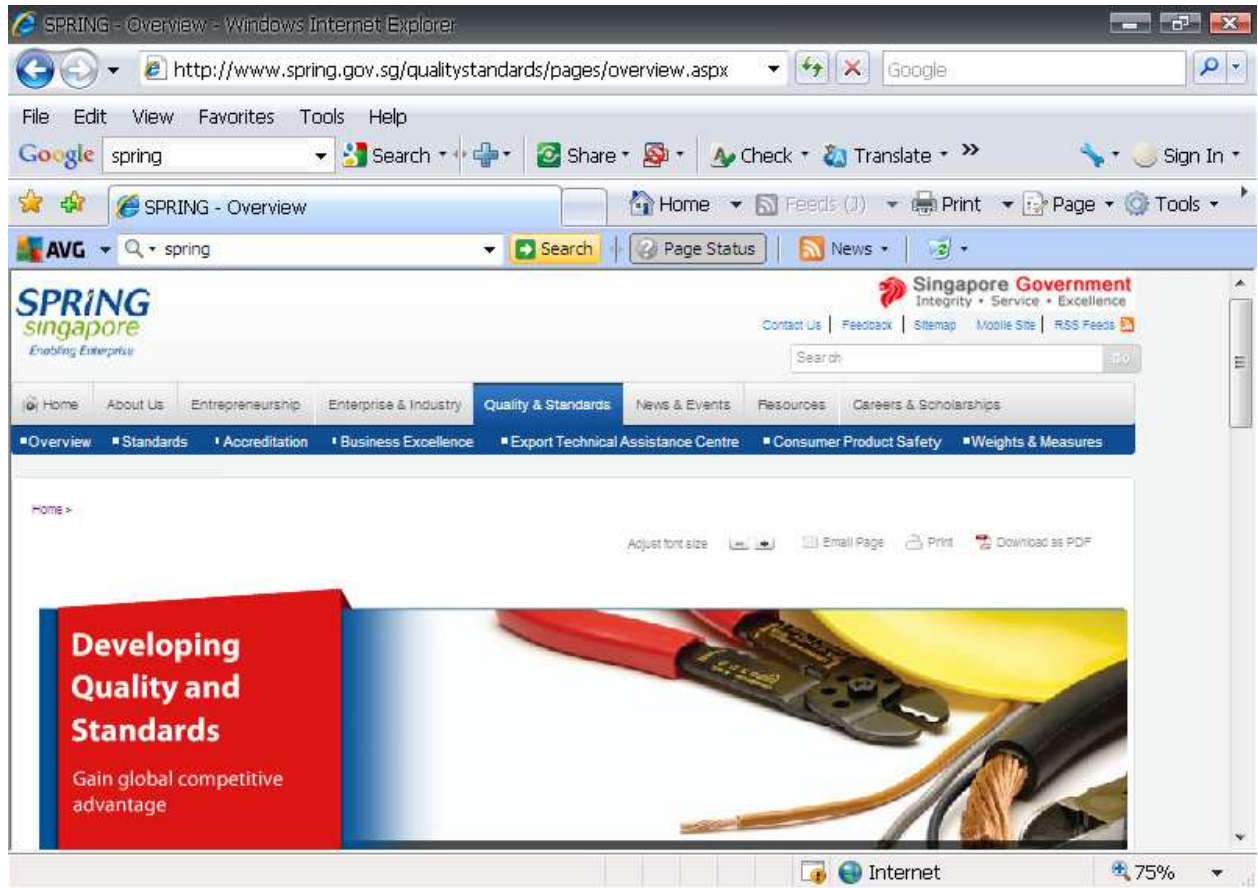 SPRING - Overview - Windows Internet Explorer
http://www.spring.gov.sg/qualitystandards/pages/overview.aspx Google
File Edit View Favorites Tools Help
Google spring Search Share Check Translate » Sign In
SPRING - Overview Home Feeds (J) Print Page Tools
AVG spring Search Page Status News
SPRiNG
singapore
Enabling Enterprise
Singapore Government
Integrity • Service • Excellence
Contact Us | Feedback | Sitemap Mobile Site | RSS Feeds
Search Go
Home About Us Entrepreneurship Enterprise & Industry Quality & Standards News & Events Resources Careers & Scholarships
Overview Standards Accreditation Business Excellence Export Technical Assistance Centre Consumer Product Safety Weights & Measures
Home >
Adjust font size Email Page Print Download as PDF
Developing
Quality and
Standards
Gain global competitive
advantage
Internet 75%